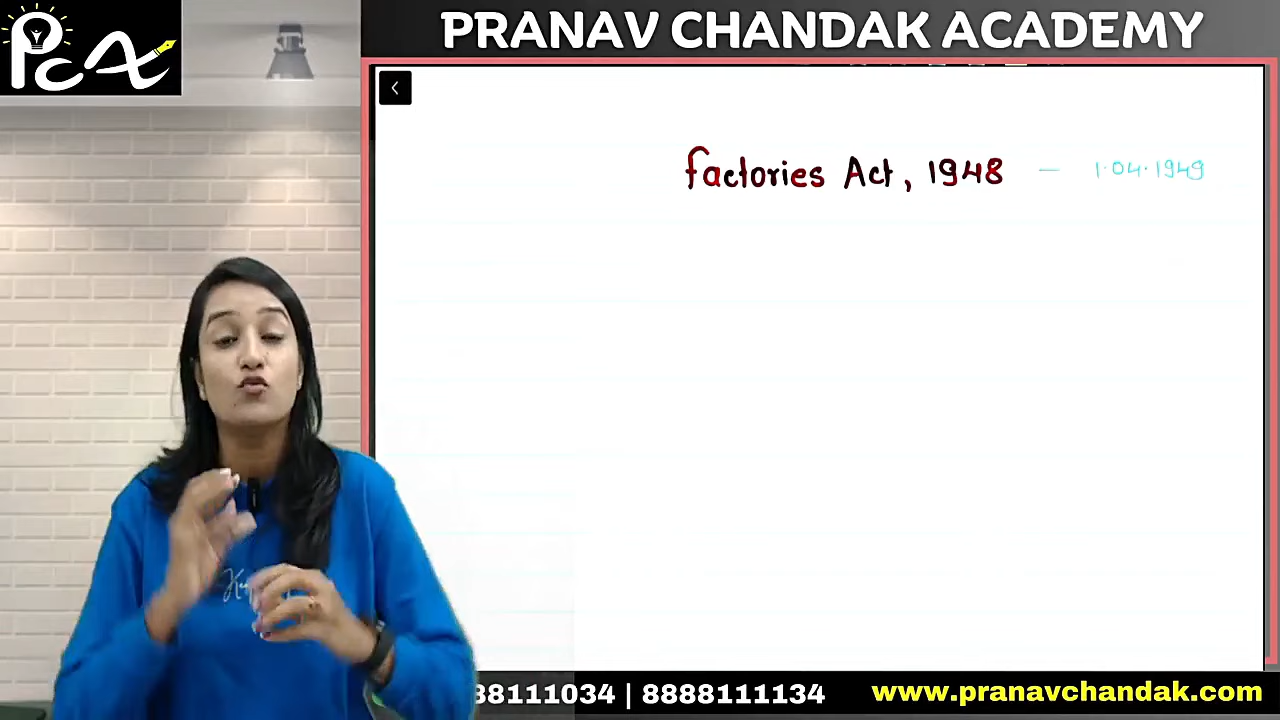 PCA
PRANAV CHANDAK ACADEMY
Factories Act, 1948 — 1.04.1949
88111034 | 8888111134
www.pranavchandak.com